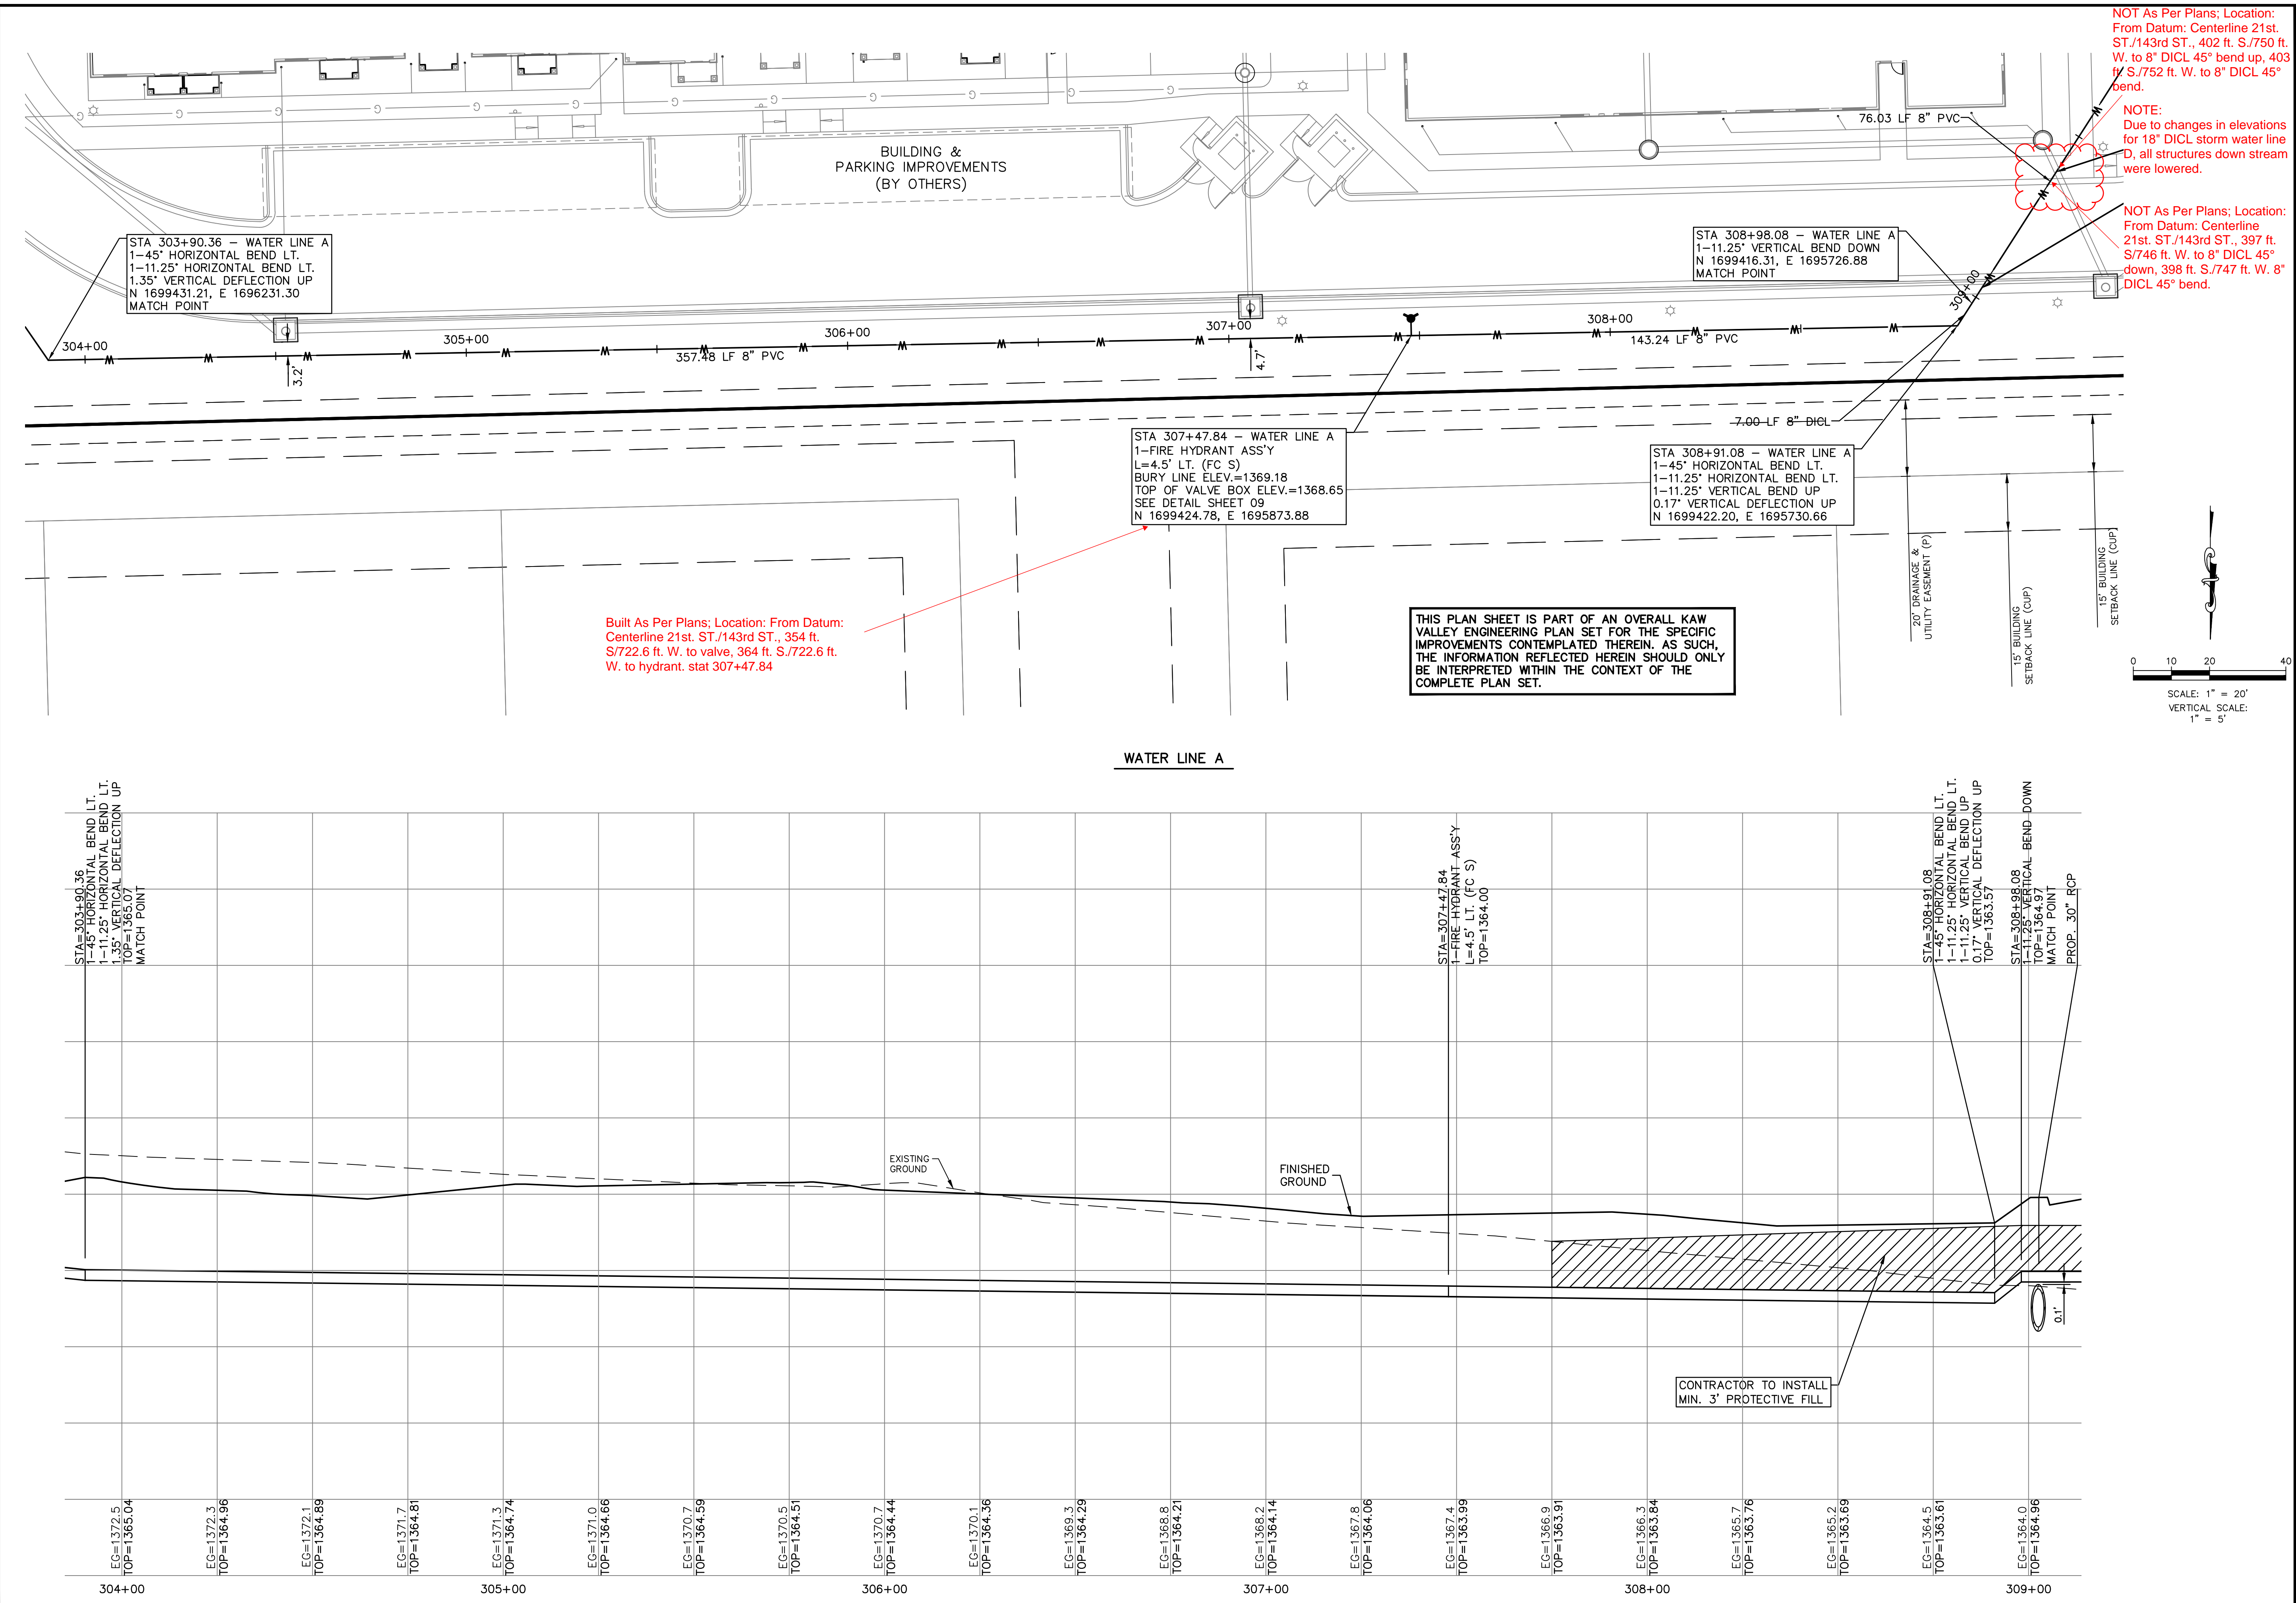 NOT As Per Plans; Location:
From Datum: Centerline 21st.
ST./143rd ST., 402 ft. S./750 ft.
W. to 8" DICL 45° bend up, 403
ft. S./752 ft. W. to 8" DICL 45°
bend.
NOTE:
Due to changes in elevations
for 18" DICL storm water line
D, all structures down stream
were lowered.
NOT As Per Plans; Location:
From Datum: Centerline
21st. ST./143rd ST., 397 ft.
S/746 ft. W. to 8" DICL 45°
down, 398 ft. S./747 ft. W. 8"
DICL 45° bend.
G G G G G G G G G G G G
BUILDING &
PARKING IMPROVEMENTS
(BY OTHERS)
76.03 LF 8" PVC
STA 303+90.36 – WATER LINE A
1–45° HORIZONTAL BEND LT.
1–11.25° HORIZONTAL BEND LT.
1.35° VERTICAL DEFLECTION UP
N 1699431.21, E 1696231.30
MATCH POINT
STA 308+98.08 – WATER LINE A
1–11.25° VERTICAL BEND DOWN
N 1699416.31, E 1695726.88
MATCH POINT
304+00
305+00
306+00
307+00
308+00
309+00
357.48 LF 8" PVC
143.24 LF 8" PVC
3.2'
4.7'
7.00 LF 8" DICL
STA 307+47.84 – WATER LINE A
1–FIRE HYDRANT ASS'Y
L=4.5' LT. (FC S)
BURY LINE ELEV.=1369.18
TOP OF VALVE BOX ELEV.=1368.65
SEE DETAIL SHEET 09
N 1699424.78, E 1695873.88
STA 308+91.08 – WATER LINE A
1–45° HORIZONTAL BEND LT.
1–11.25° HORIZONTAL BEND LT.
1–11.25° VERTICAL BEND UP
0.17° VERTICAL DEFLECTION UP
N 1699422.20, E 1695730.66
20' DRAINAGE &
UTILITY EASEMENT (P)
15' BUILDING
SETBACK LINE (CUP)
15' BUILDING
SETBACK LINE (CUP)
Built As Per Plans; Location: From Datum:
Centerline 21st. ST./143rd ST., 354 ft.
S/722.6 ft. W. to valve, 364 ft. S./722.6 ft.
W. to hydrant. stat 307+47.84
THIS PLAN SHEET IS PART OF AN OVERALL KAW
VALLEY ENGINEERING PLAN SET FOR THE SPECIFIC
IMPROVEMENTS CONTEMPLATED THEREIN. AS SUCH,
THE INFORMATION REFLECTED HEREIN SHOULD ONLY
BE INTERPRETED WITHIN THE CONTEXT OF THE
COMPLETE PLAN SET.
0 10 20 40
SCALE: 1" = 20'
VERTICAL SCALE:
1" = 5'
WATER LINE A
STA=303+90.36
1–45° HORIZONTAL BEND LT.
1–11.25° HORIZONTAL BEND LT.
1.35° VERTICAL DEFLECTION UP
TOP=1365.07
MATCH POINT
STA=307+47.84
1–FIRE HYDRANT ASS'Y
L=4.5' LT. (FC S)
TOP=1364.00
STA=308+91.08
1–45° HORIZONTAL BEND LT.
1–11.25° HORIZONTAL BEND LT.
1–11.25° VERTICAL BEND UP
0.17° VERTICAL DEFLECTION UP
TOP=1363.57
STA=308+98.08
1–11.25° VERTICAL BEND DOWN
TOP=1364.97
MATCH POINT
PROP. 30" RCP
EXISTING
GROUND
FINISHED
GROUND
0.1'
CONTRACTOR TO INSTALL
MIN. 3' PROTECTIVE FILL
EG=1372.5
TOP=1365.04
EG=1372.3
TOP=1364.96
EG=1372.1
TOP=1364.89
EG=1371.7
TOP=1364.81
EG=1371.3
TOP=1364.74
EG=1371.0
TOP=1364.66
EG=1370.7
TOP=1364.59
EG=1370.5
TOP=1364.51
EG=1370.7
TOP=1364.44
EG=1370.1
TOP=1364.36
EG=1369.3
TOP=1364.29
EG=1368.8
TOP=1364.21
EG=1368.2
TOP=1364.14
EG=1367.8
TOP=1364.06
EG=1367.4
TOP=1363.99
EG=1366.9
TOP=1363.91
EG=1366.3
TOP=1363.84
EG=1365.7
TOP=1363.76
EG=1365.2
TOP=1363.69
EG=1364.5
TOP=1363.61
EG=1364.0
TOP=1364.96
304+00
305+00
306+00
307+00
308+00
309+00